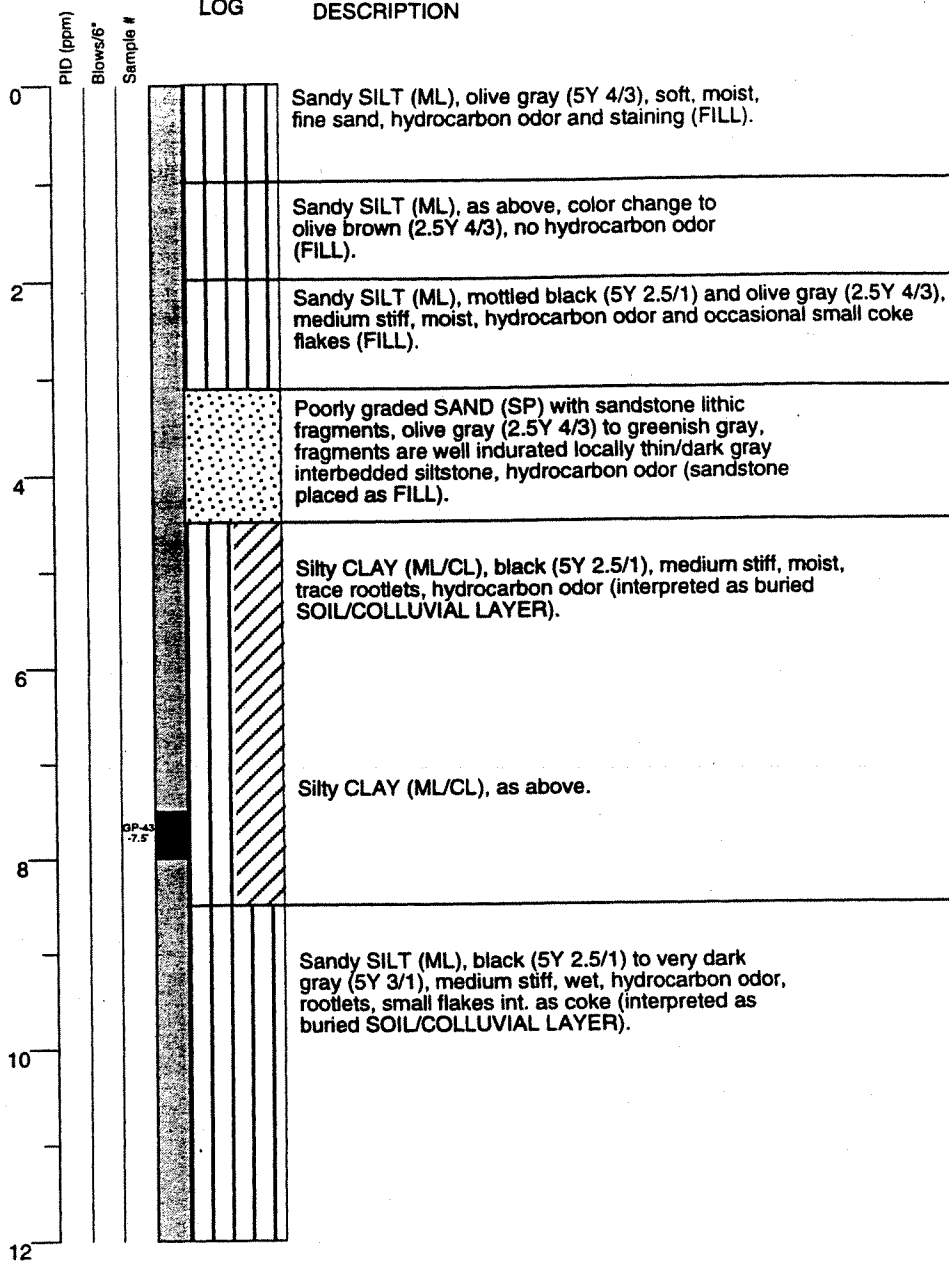 LOG
DESCRIPTION
PID (ppm)
Blows/6"
Sample #
0
Sandy SILT (ML), olive gray (5Y 4/3), soft, moist,
fine sand, hydrocarbon odor and staining (FILL).
Sandy SILT (ML), as above, color change to
olive brown (2.5Y 4/3), no hydrocarbon odor
(FILL).
2
Sandy SILT (ML), mottled black (5Y 2.5/1) and olive gray (2.5Y 4/3),
medium stiff, moist, hydrocarbon odor and occasional small coke
flakes (FILL).
Poorly graded SAND (SP) with sandstone lithic
fragments, olive gray (2.5Y 4/3) to greenish gray,
fragments are well indurated locally thin/dark gray
interbedded siltstone, hydrocarbon odor (sandstone
placed as FILL).
4
Silty CLAY (ML/CL), black (5Y 2.5/1), medium stiff, moist,
trace rootlets, hydrocarbon odor (interpreted as buried
SOIL/COLLUVIAL LAYER).
6
Silty CLAY (ML/CL), as above.
GP-43
-7.5'
8
Sandy SILT (ML), black (5Y 2.5/1) to very dark
gray (5Y 3/1), medium stiff, wet, hydrocarbon odor,
rootlets, small flakes int. as coke (interpreted as
buried SOIL/COLLUVIAL LAYER).
10
12